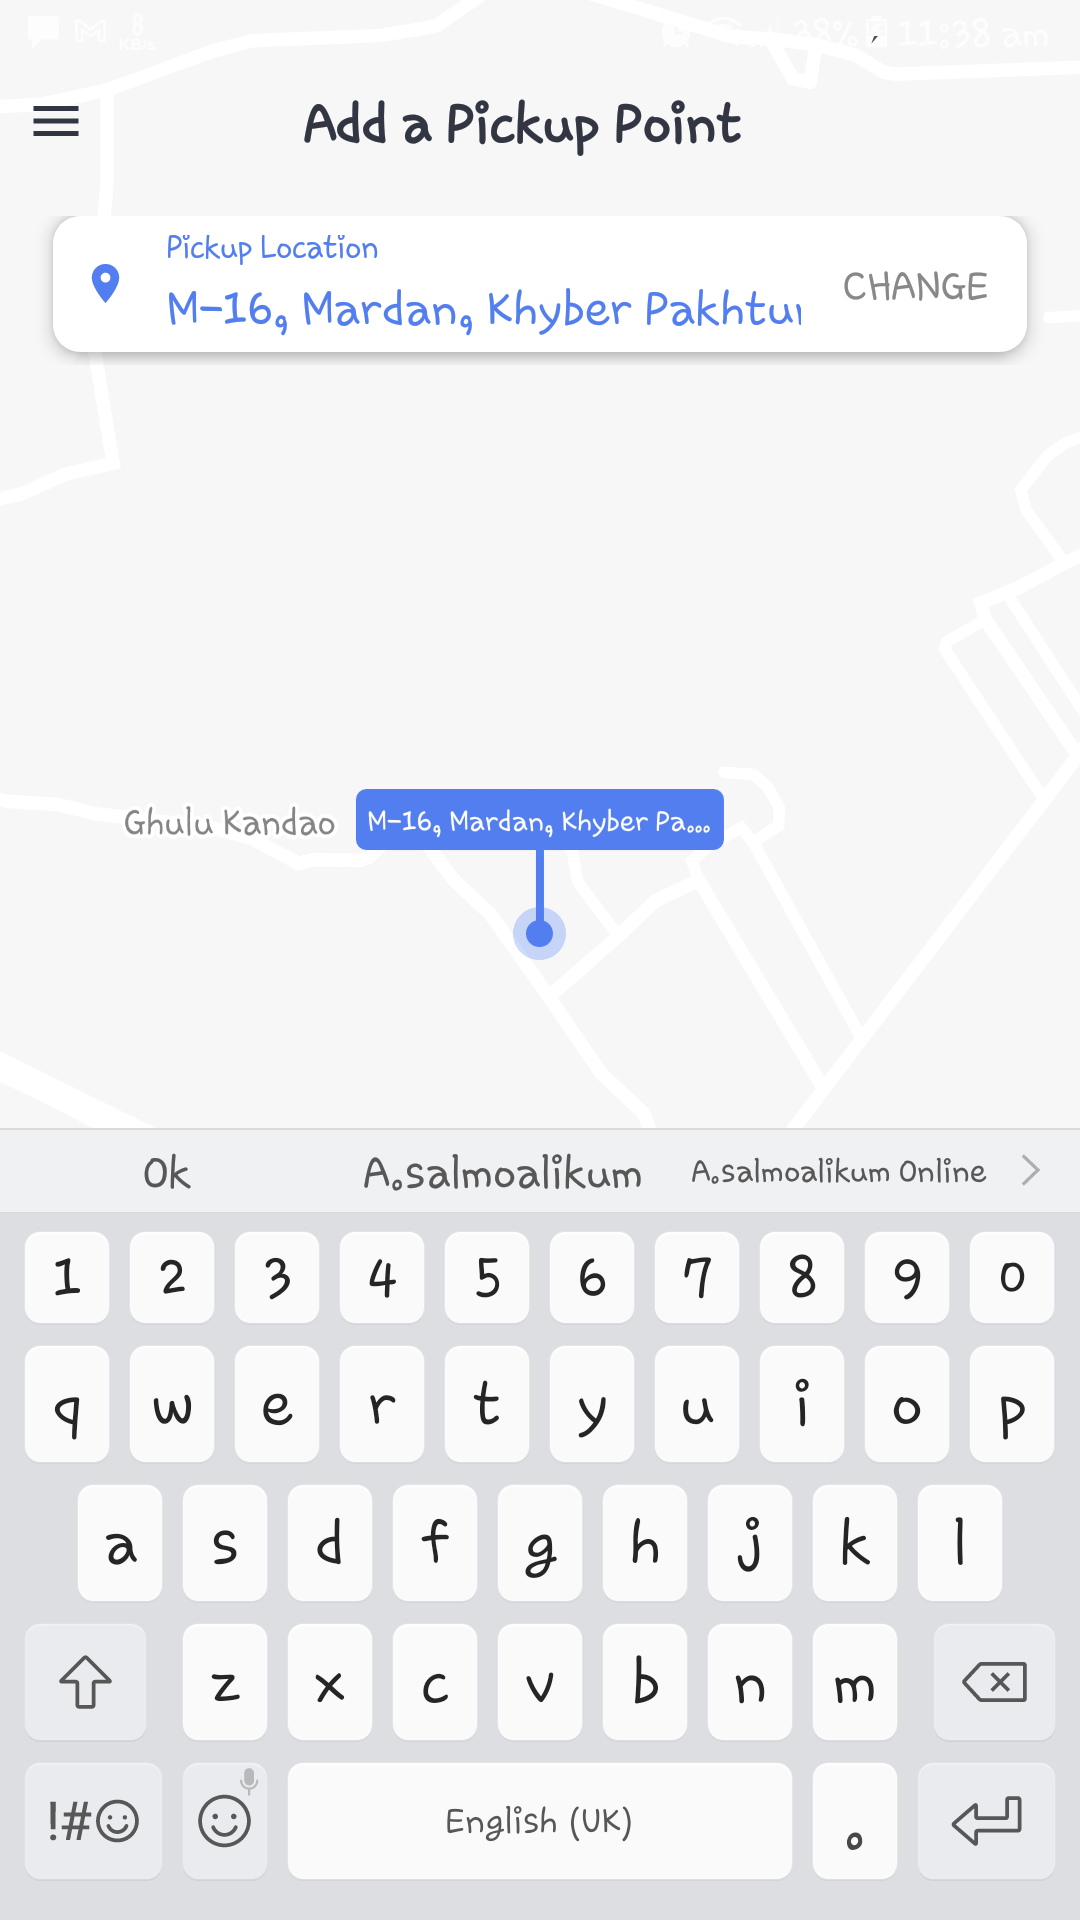 8
KB/s
38% 11:38 am
Add a Pickup Point
Pickup Location
M-16, Mardan, Khyber Pakhtun
CHANGE
Ghulu Kandao
M-16, Mardan, Khyber Pa...
Ok A.salmoalikum A.salmoalikum Online
1 2 3 4 5 6 7 8 9 0
q w e r t y u i o p
a s d f g h j k l
z x c v b n m
!#☺ English (UK) .